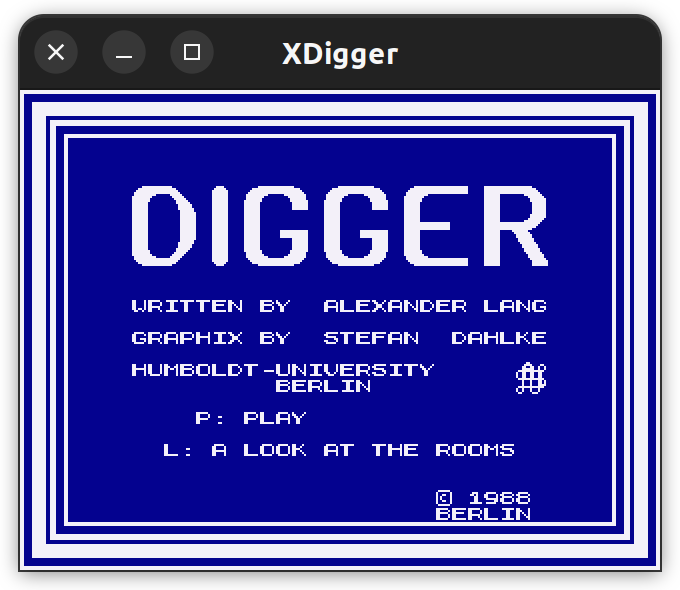 XDigger
DIGGER
WRITTEN BY ALEXANDER LANG
GRAPHIX BY STEFAN DAHLKE
HUMBOLDT-UNIVERSITY
BERLIN
P: PLAY
L: A LOOK AT THE ROOMS
© 1988
BERLIN